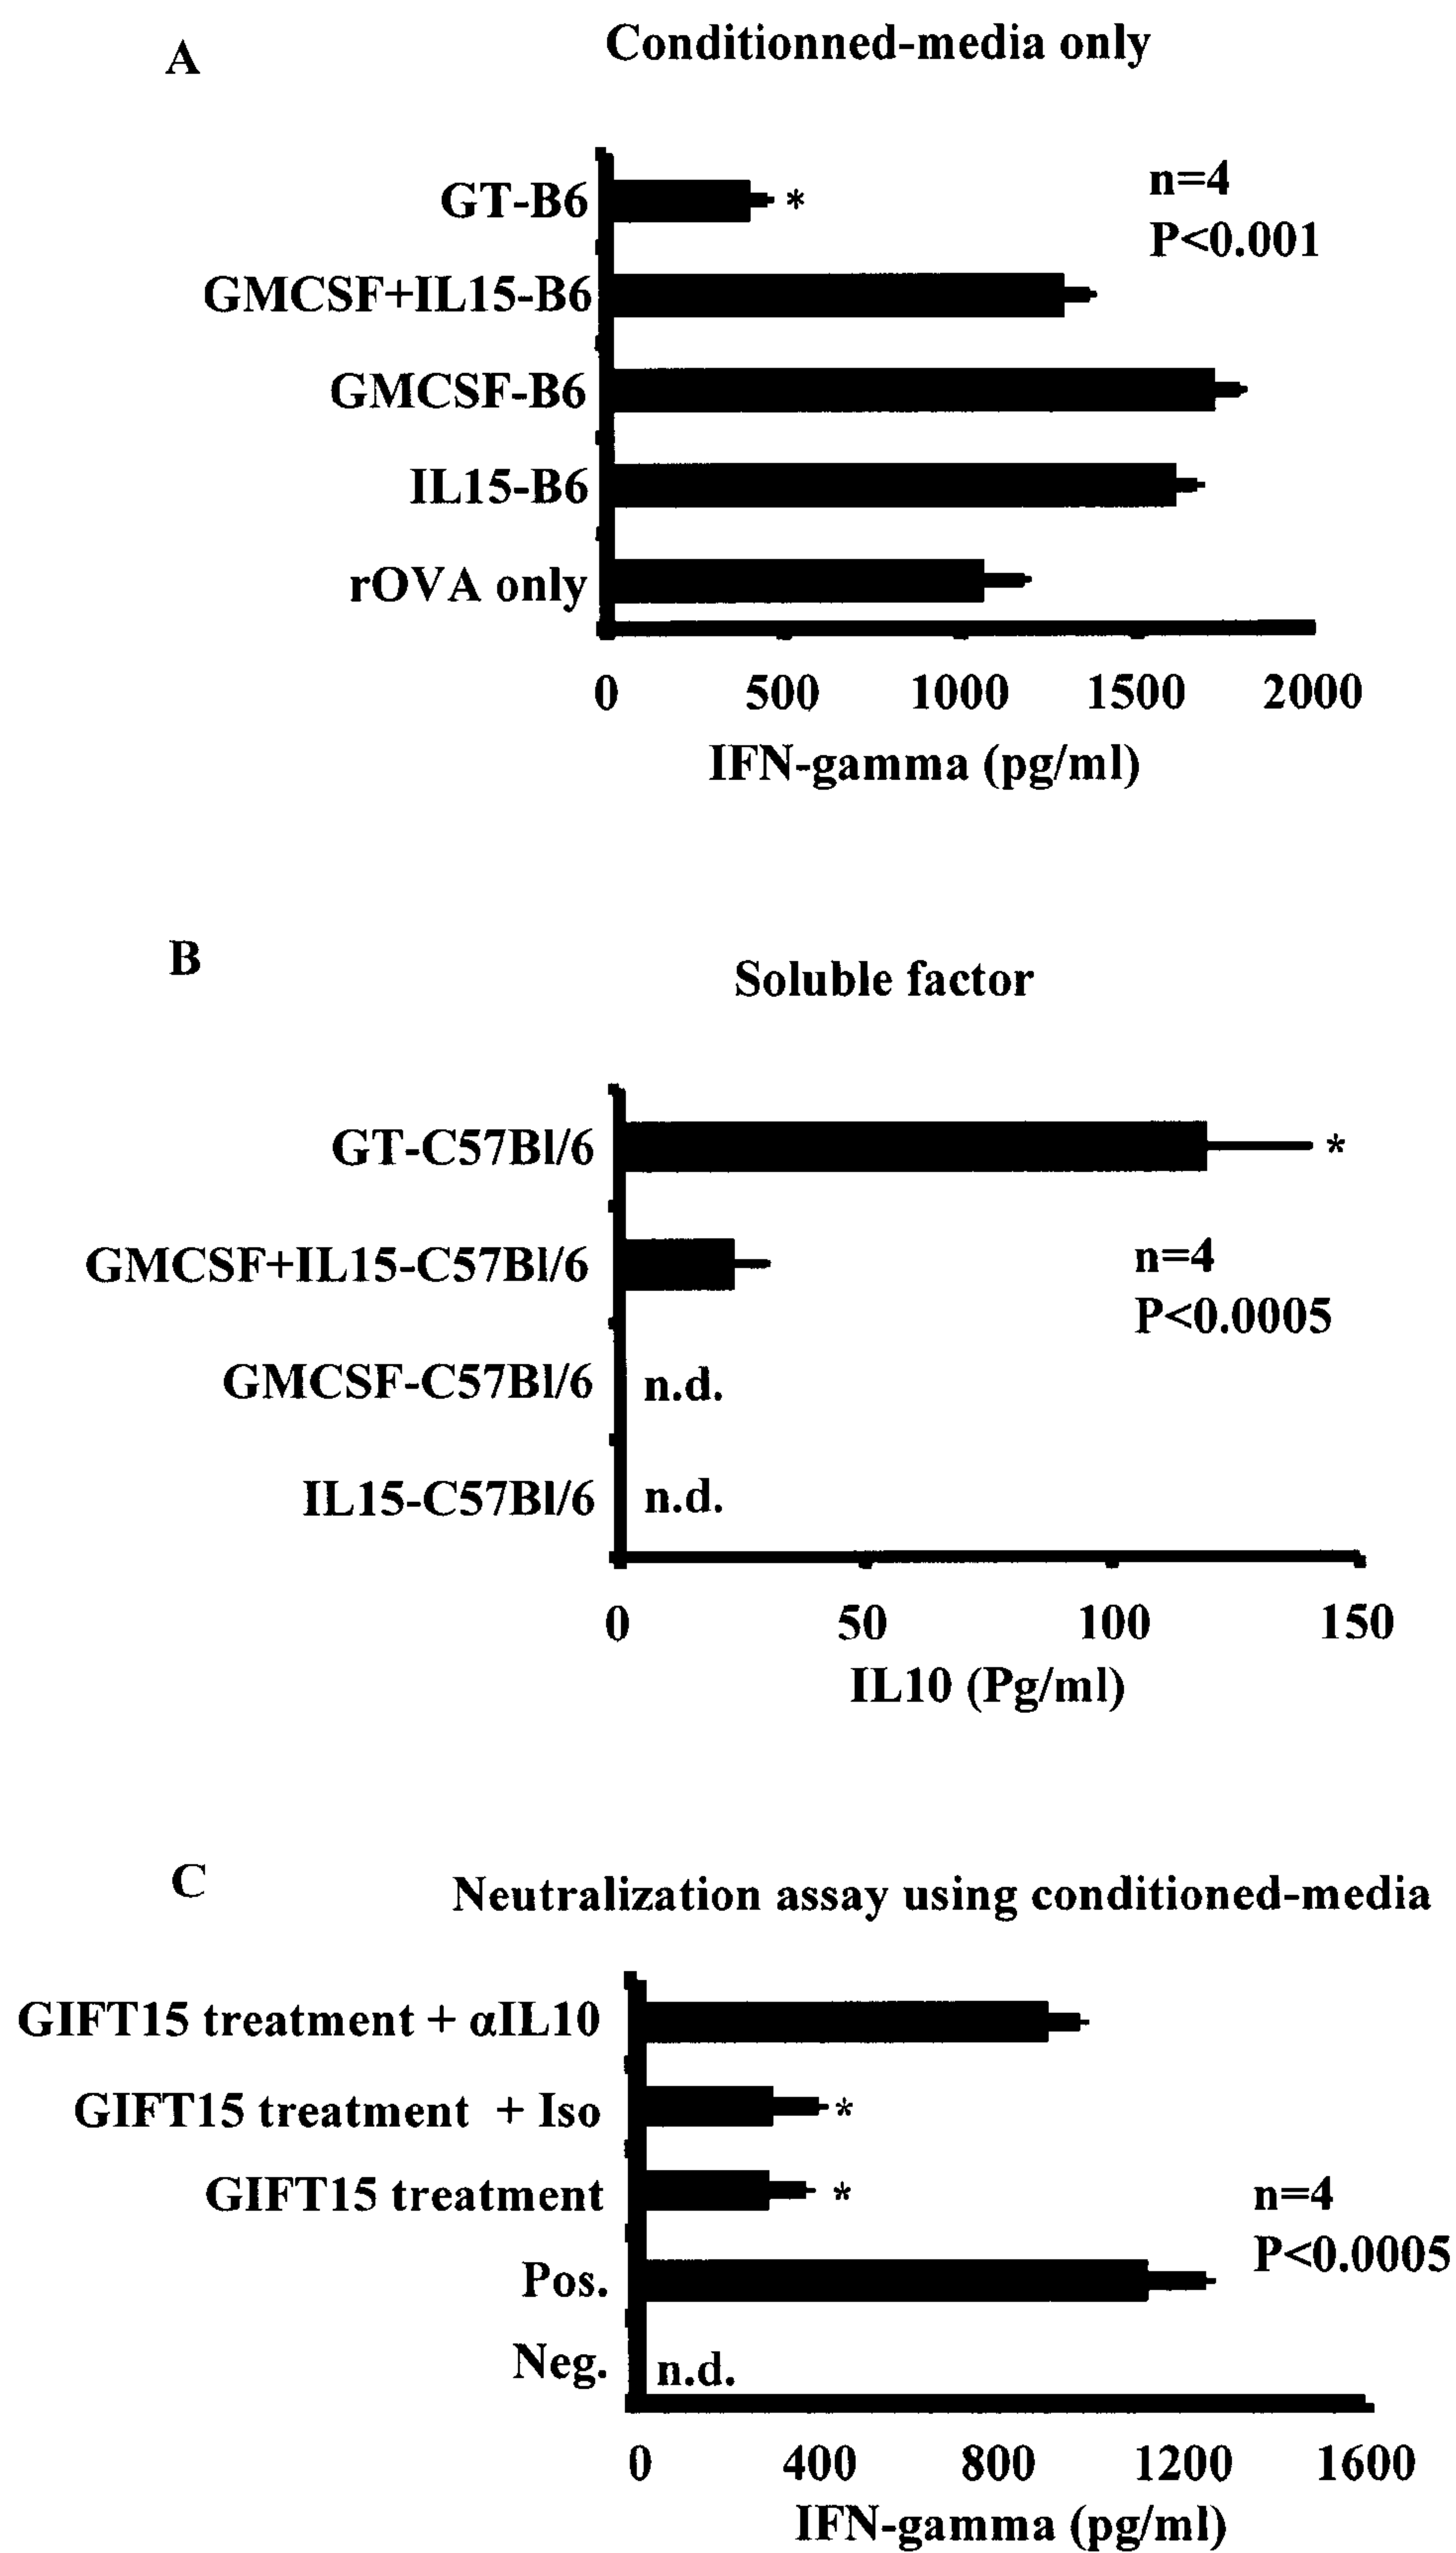 A
Conditionned-media only
GT-B6
*
n=4
P<0.001
GMCSF+IL15-B6
GMCSF-B6
IL15-B6
rOVA only
0 500 1000 1500 2000
IFN-gamma (pg/ml)
B
Soluble factor
GT-C57Bl/6
*
GMCSF+IL15-C57Bl/6
n=4
P<0.0005
GMCSF-C57Bl/6 n.d.
IL15-C57Bl/6 n.d.
0 50 100 150
IL10 (Pg/ml)
C
Neutralization assay using conditioned-media
GIFT15 treatment + αIL10
GIFT15 treatment + Iso *
GIFT15 treatment *
n=4
P<0.0005
Pos.
Neg. n.d.
0 400 800 1200 1600
IFN-gamma (pg/ml)